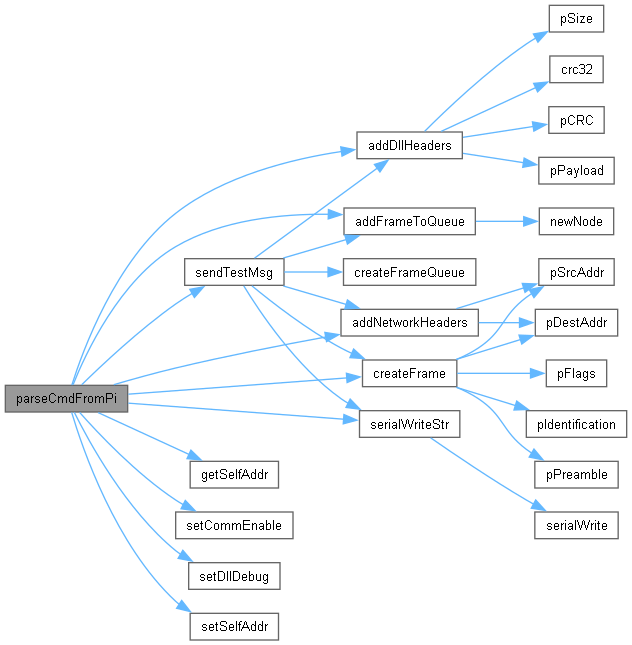 pSize
crc32
pCRC
addDllHeaders
pPayload
addFrameToQueue
newNode
sendTestMsg
createFrameQueue
pSrcAddr
addNetworkHeaders
pDestAddr
createFrame
pFlags
parseCmdFromPi
serialWriteStr
pIdentification
getSelfAddr
pPreamble
setCommEnable
serialWrite
setDllDebug
setSelfAddr